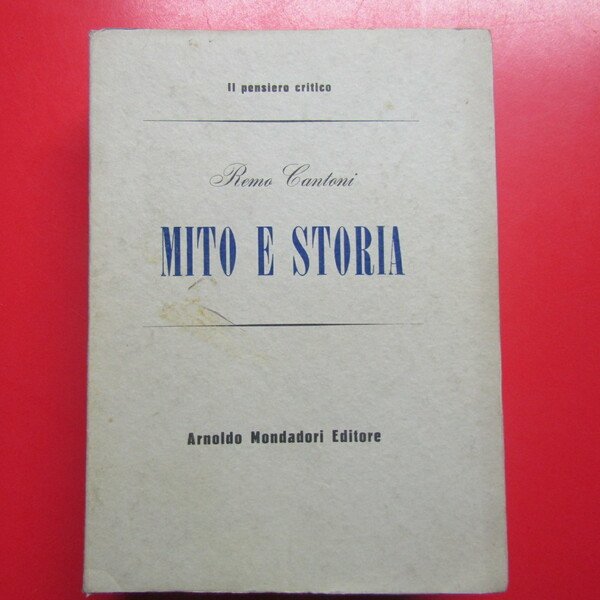 Il pensiero critico
Remo Cantoni
MITO E STORIA
Arnoldo Mondadori Editore